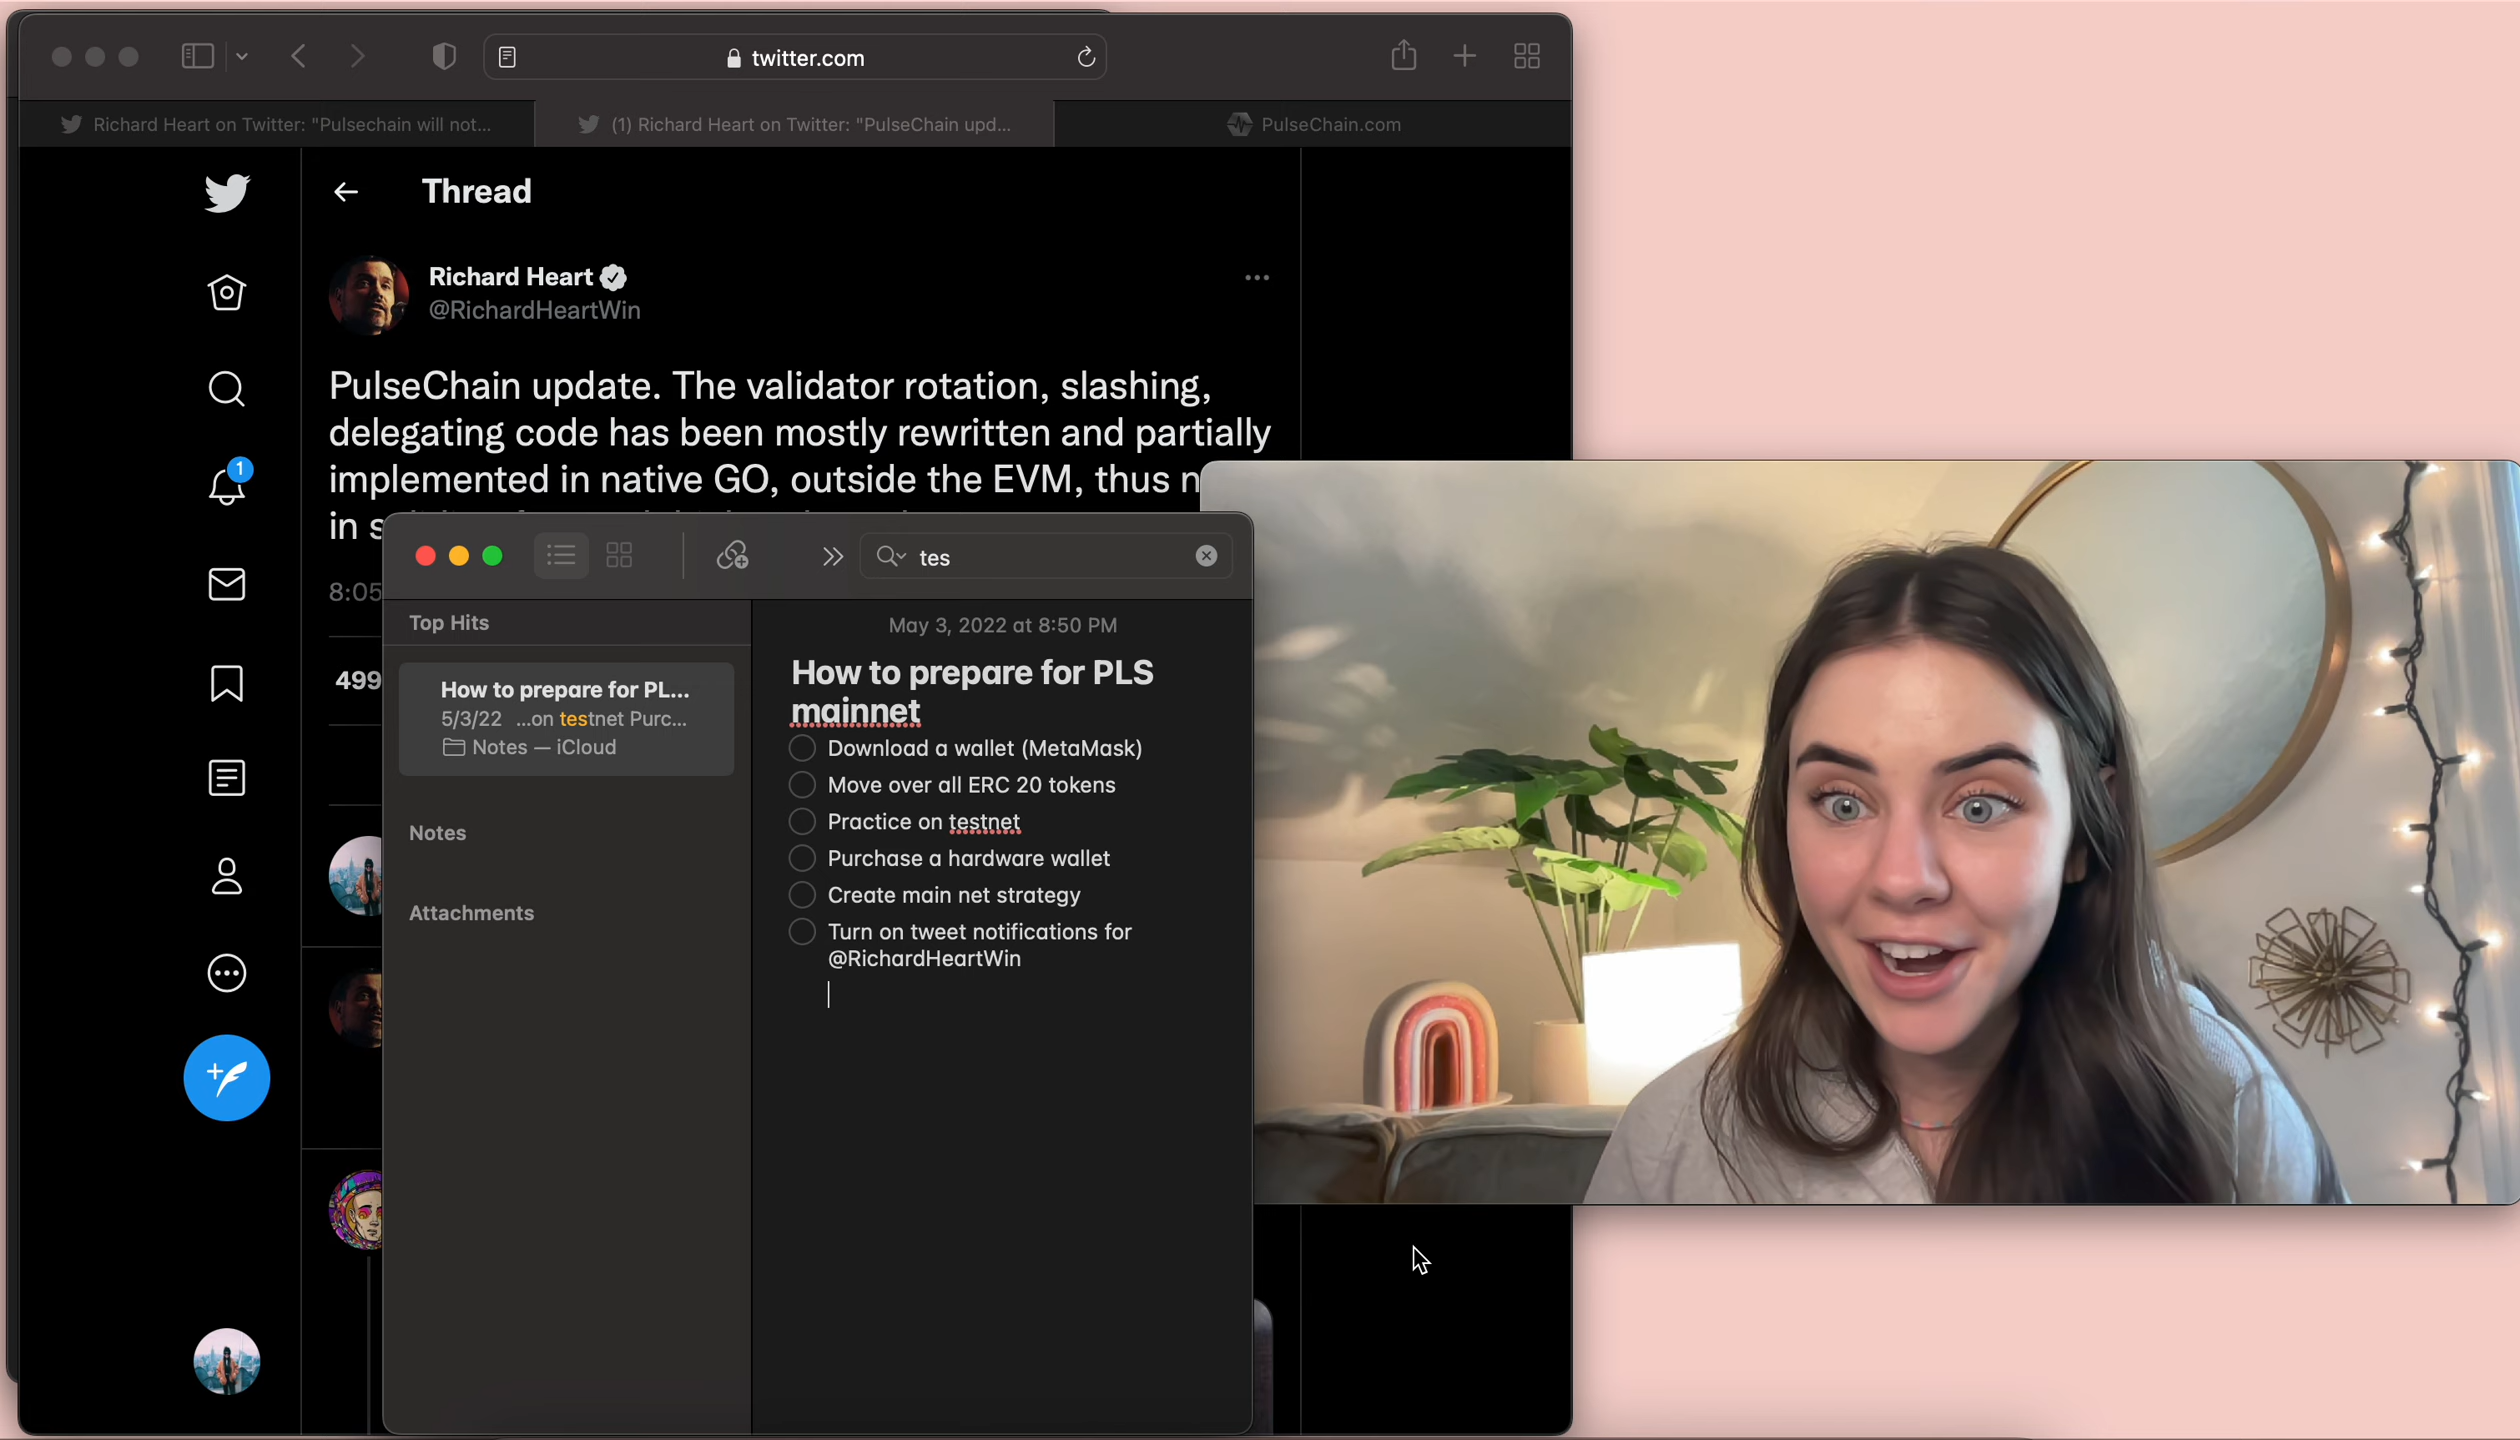 twitter.com
Richard Heart on Twitter: "Pulsechain will not...
(1) Richard Heart on Twitter: "PulseChain upd...
PulseChain.com
Thread
Richard Heart
@RichardHeartWin
PulseChain update. The validator rotation, slashing,
delegating code has been mostly rewritten and partially
implemented in native GO, outside the EVM, thus n
in s
1
8:05
499
tes
Top Hits
How to prepare for PL...
5/3/22 ...on testnet Purc...
Notes — iCloud
Notes
Attachments
May 3, 2022 at 8:50 PM
How to prepare for PLS
mainnet
Download a wallet (MetaMask)
Move over all ERC 20 tokens
Practice on testnet
Purchase a hardware wallet
Create main net strategy
Turn on tweet notifications for
@RichardHeartWin